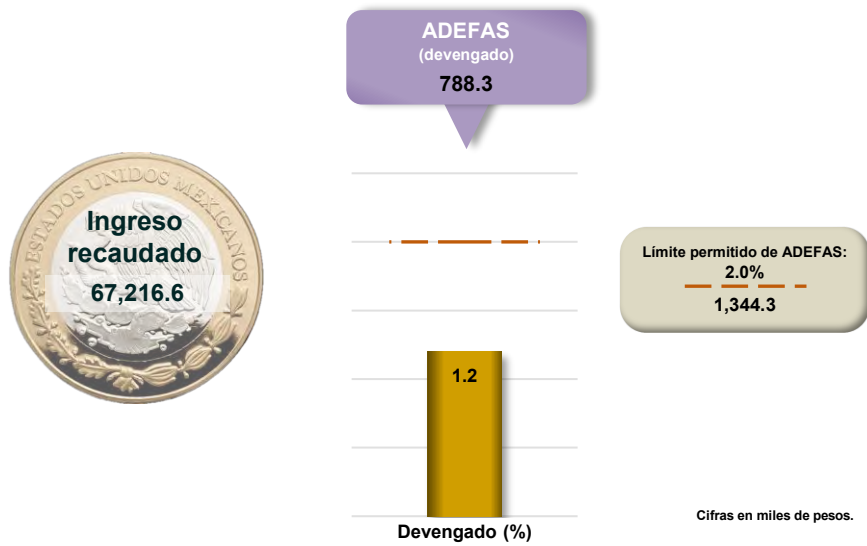 ADEFAS
(devengado)
788.3
ESTADOS UNIDOS MEXICANOS
Ingreso
recaudado
67,216.6
Límite permitido de ADEFAS:
2.0%
1,344.3
1.2
Devengado (%)
Cifras en miles de pesos.